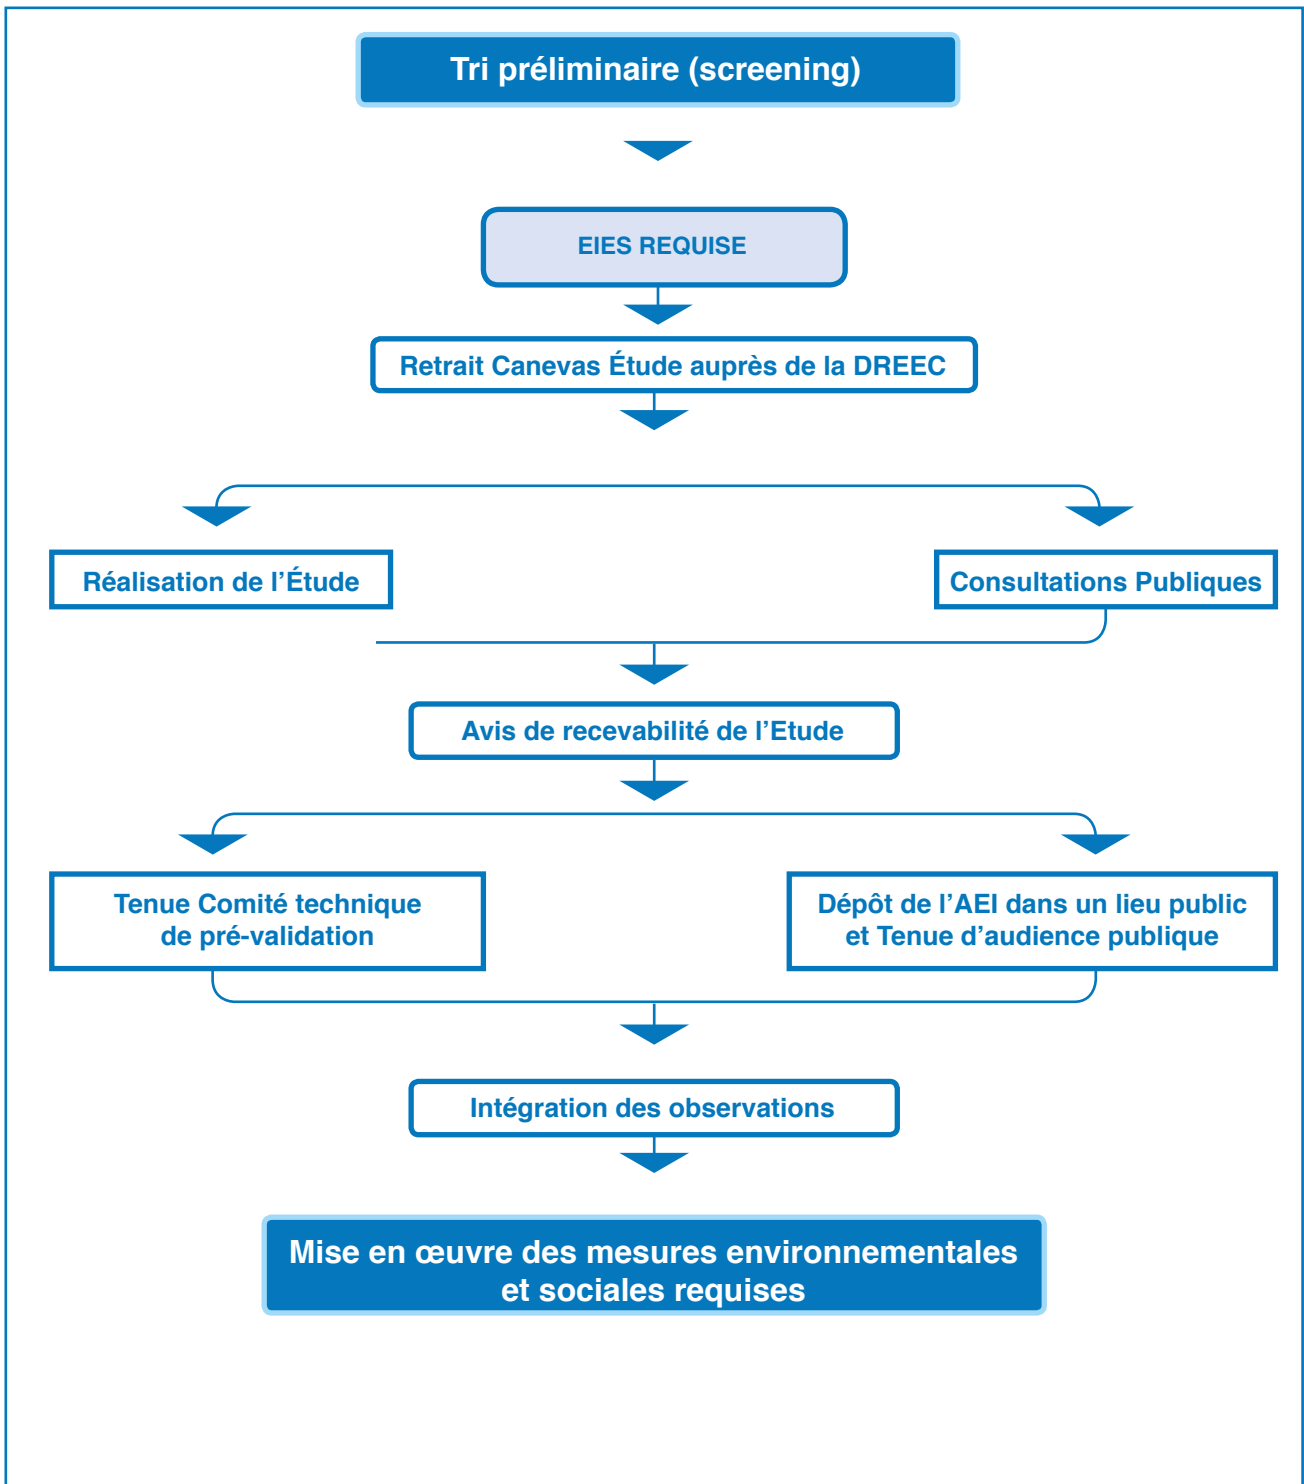 Tri préliminaire (screening)
EIES REQUISE
Retrait Canevas Étude auprès de la DREEC
Réalisation de l’Étude
Consultations Publiques
Avis de recevabilité de l’Etude
Tenue Comité technique
de pré-validation
Dépôt de l’AEI dans un lieu public
et Tenue d’audience publique
Intégration des observations
Mise en œuvre des mesures environnementales
et sociales requises